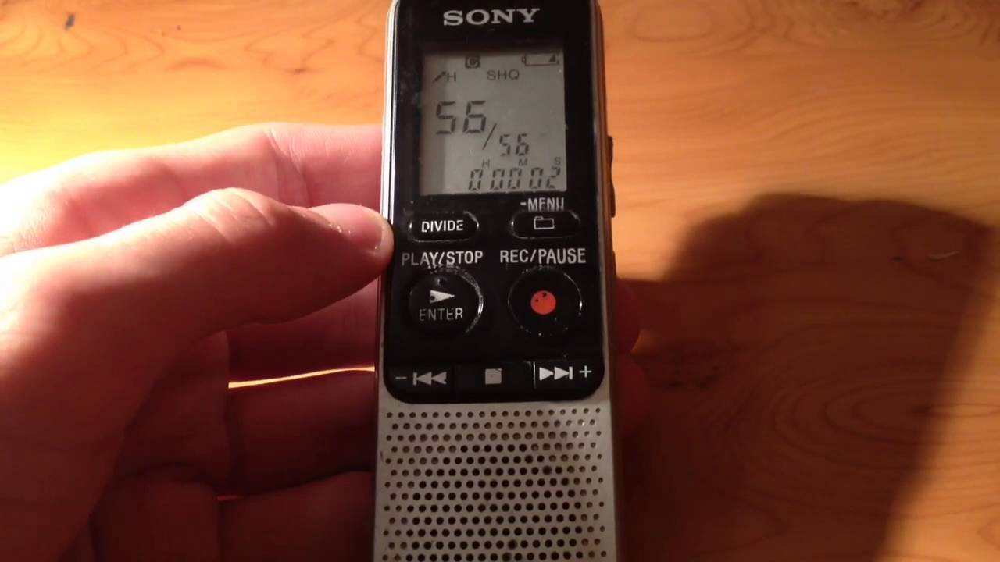 SONY
C
H SHQ
56/56
H M S
0 00 02
-MENU
DIVIDE
PLAY/STOP REC/PAUSE
ENTER
- +